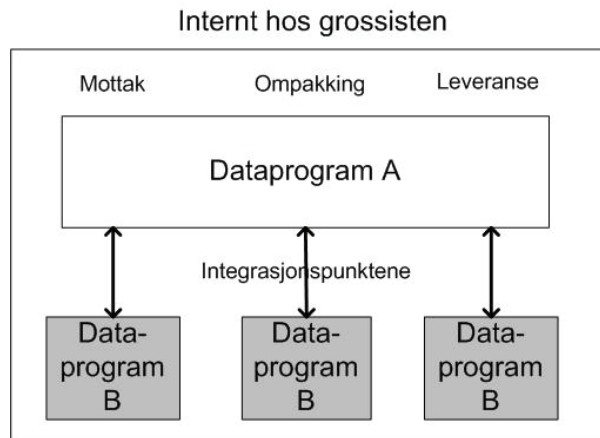 Internt hos grossisten
Mottak Ompakking Leveranse
Dataprogram A
Integrasjonspunktene
Data-
program
B
Data-
program
B
Data-
program
B